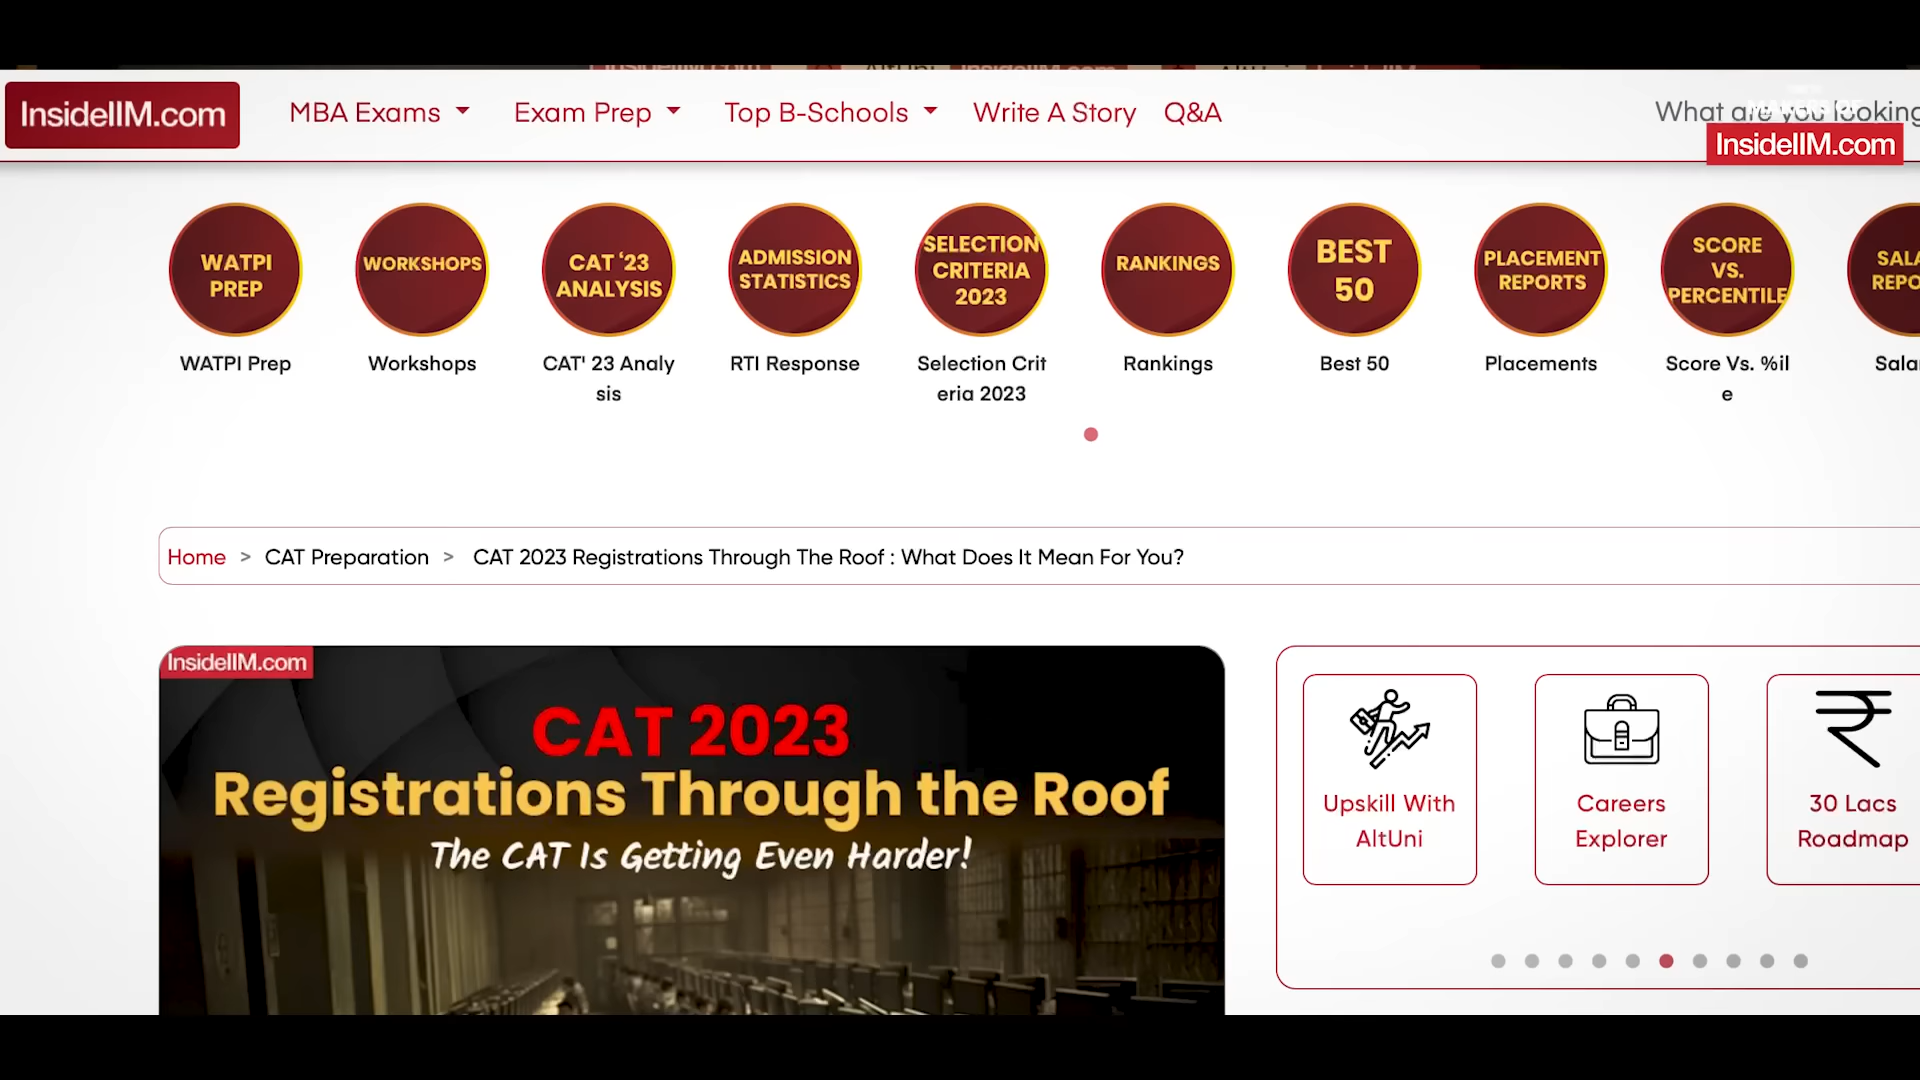 InsideIIM.com
MBA Exams
Exam Prep
Top B-Schools
Write A Story
Q&A
What are you looking
InsideIIM.com
WATPI
PREP
WORKSHOPS
CAT ‘23
ANALYSIS
ADMISSION
STATISTICS
SELECTION
CRITERIA
2023
RANKINGS
BEST
50
PLACEMENT
REPORTS
SCORE
VS.
PERCENTILE
WATPI Prep
Workshops
CAT' 23 Analy
sis
RTI Response
Selection Crit
eria 2023
Rankings
Best 50
Placements
Score Vs. %il
e
Home > CAT Preparation > CAT 2023 Registrations Through The Roof : What Does It Mean For You?
InsideIIM.com
CAT 2023
Registrations Through the Roof
The CAT Is Getting Even Harder!
Upskill With
AltUni
Careers
Explorer
30 Lacs
Roadmap